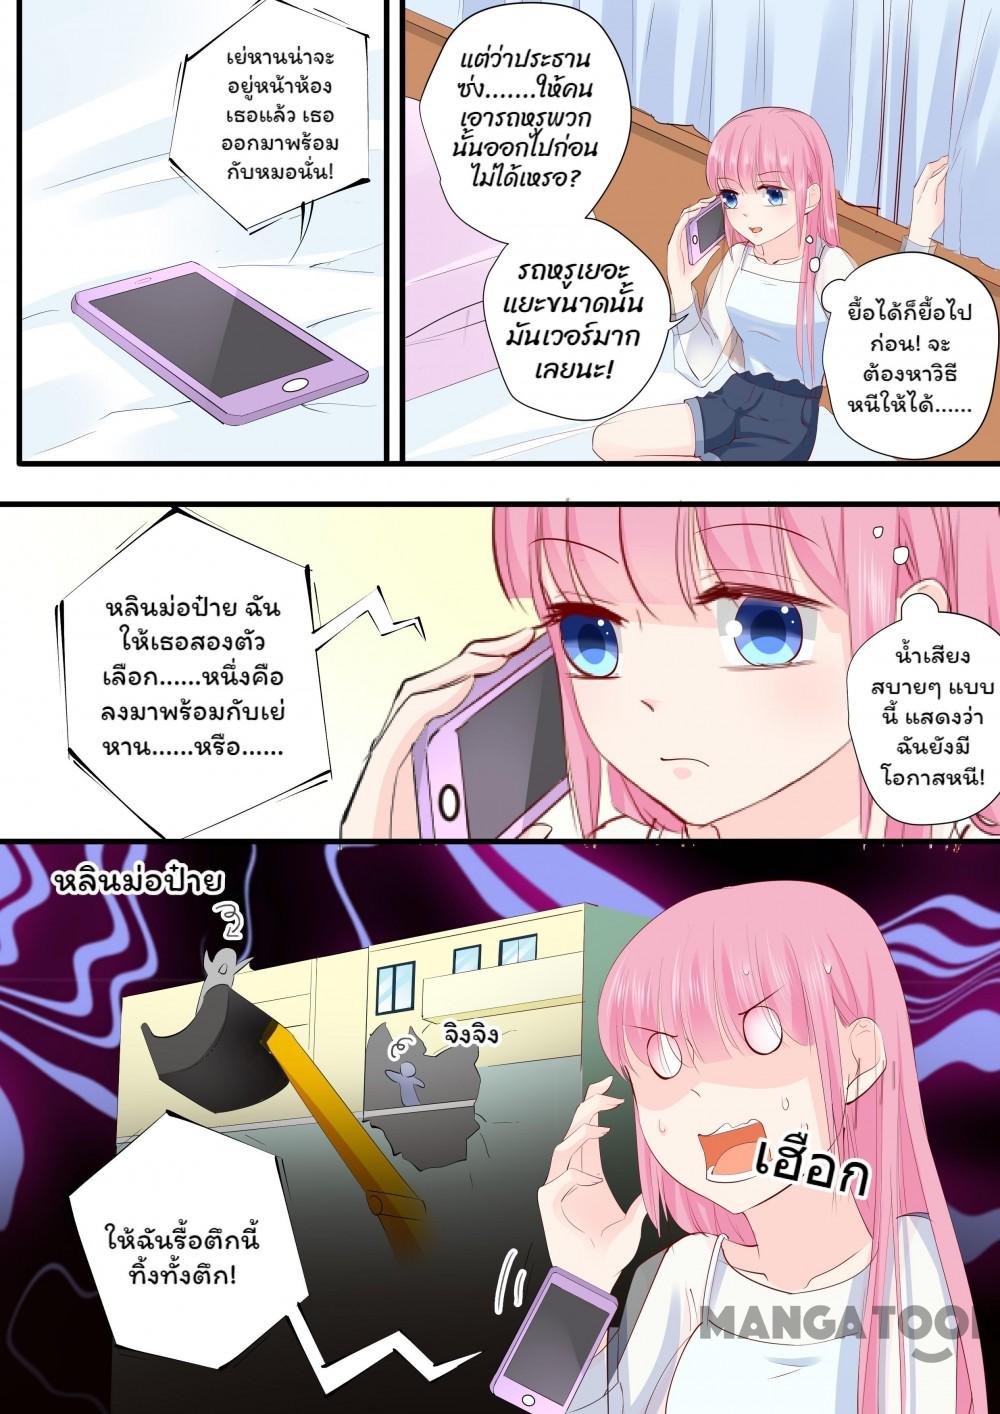 เย่หานน่าจะ
อยู่หน้าห้อง
เธอแล้ว เธอ
ออกมาพร้อม
กับหมอนั่น!
แต่ว่าประธาน
ซ่ง.......ให้คน
เอารถหรูพวก
นั้นออกไปก่อน
ไม่ได้เหรอ?
รถหรูเยอะ
แยะขนาดนั้น
มันเวอร์มาก
เลยนะ!
ยื้อได้ก็ยื้อไป
ก่อน! จะ
ต้องหาวิธี
หนีให้ได้......
หลินม่อป๋าย ฉัน
ให้เธอสองตัว
เลือก......หนึ่งคือ
ลงมาพร้อมกับเย่
หาน......หรือ......
น้ำเสียง
สบายๆ แบบ
นี้ แสดงว่า
ฉันยังมี
โอกาสหนี!
หลินม่อป๋าย
จิงจิง
เฮือก
ให้ฉันรื้อตึกนี้
ทิ้งทั้งตึก!
MANGATOON